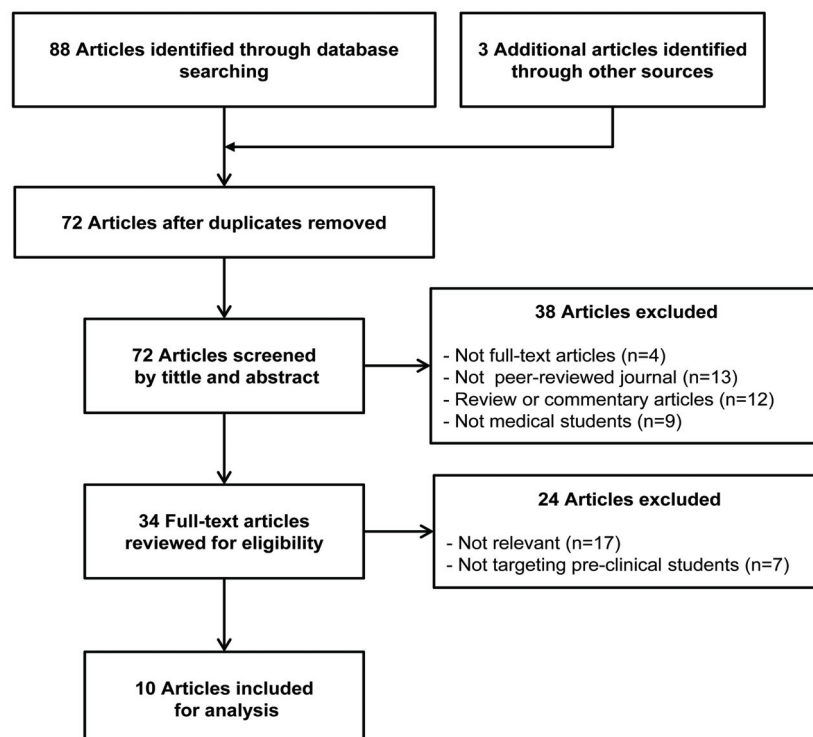 88 Articles identified through database
searching
3 Additional articles identified
through other sources
72 Articles after duplicates removed
72 Articles screened
by tittle and abstract
38 Articles excluded
- Not full-text articles (n=4)
- Not peer-reviewed journal (n=13)
- Review or commentary articles (n=12)
- Not medical students (n=9)
34 Full-text articles
reviewed for eligibility
24 Articles excluded
- Not relevant (n=17)
- Not targeting pre-clinical students (n=7)
10 Articles included
for analysis